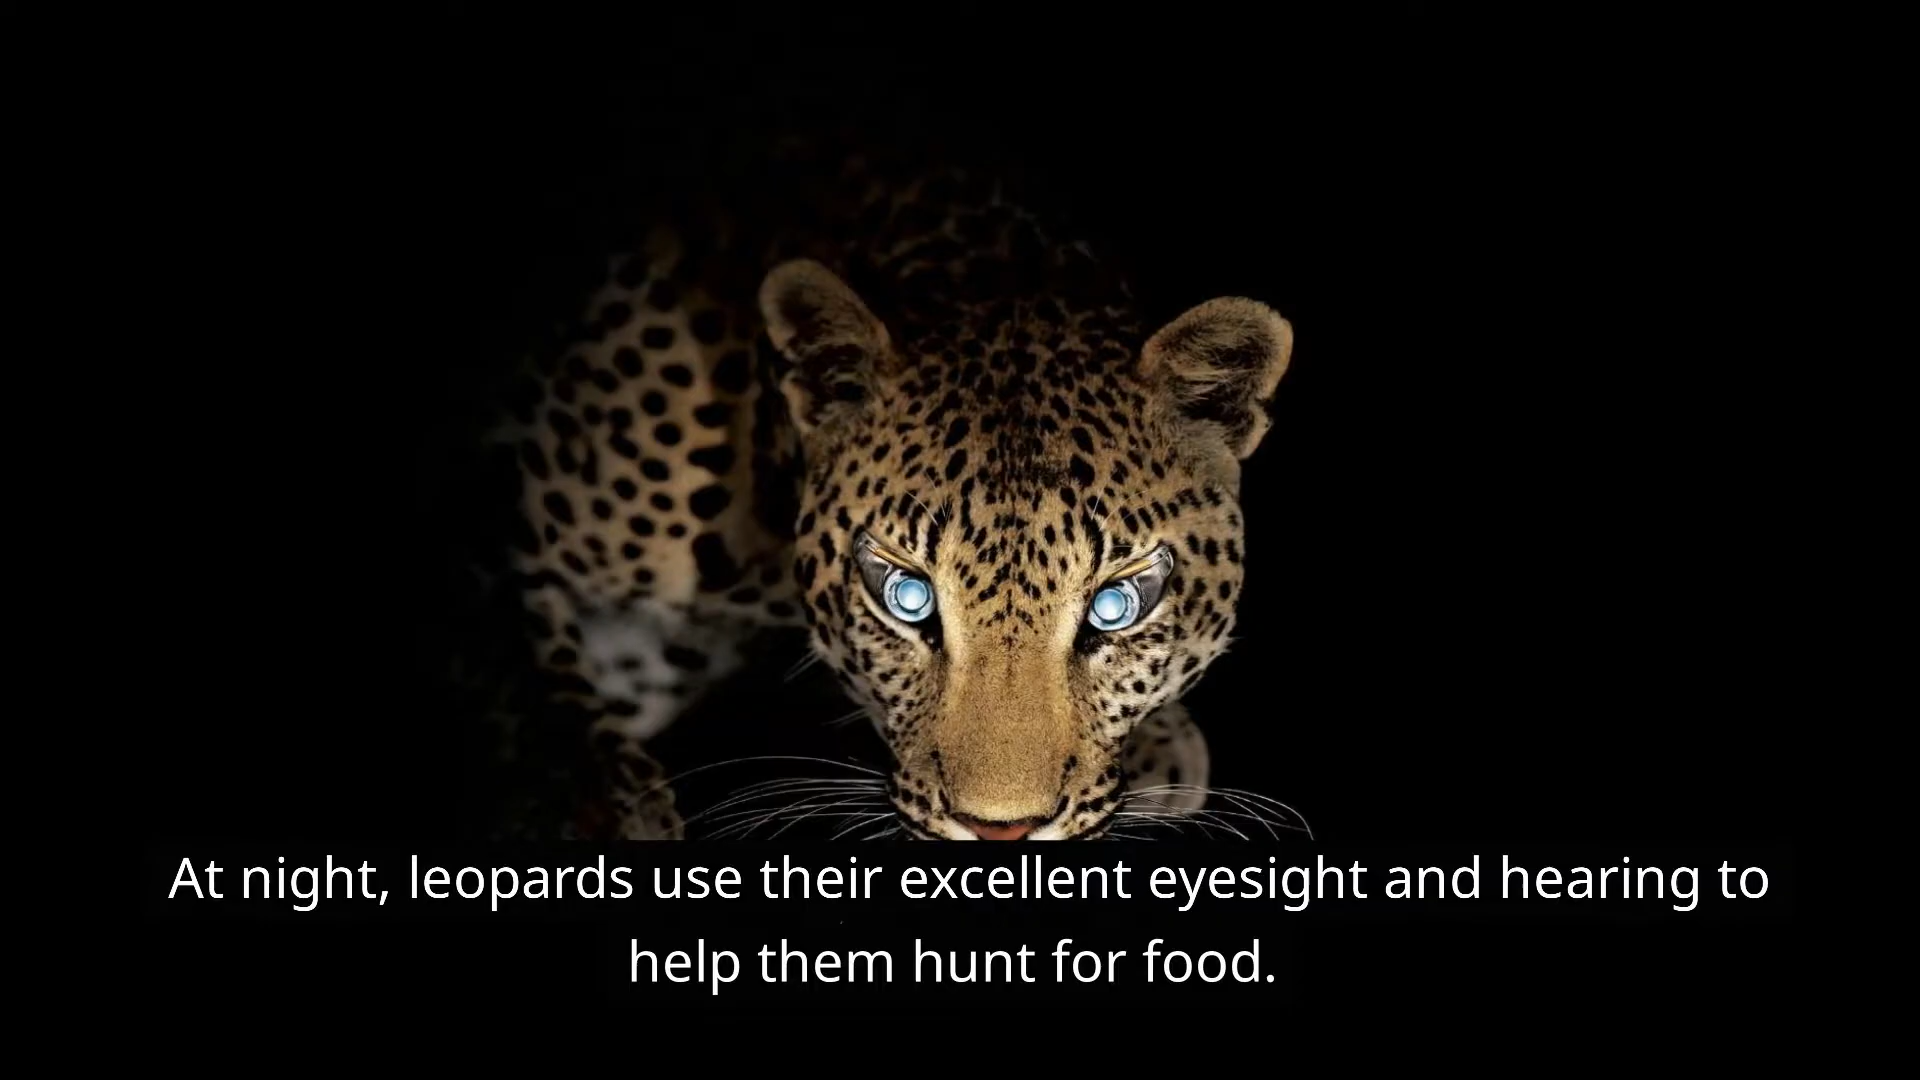 At night, leopards use their excellent eyesight and hearing to
help them hunt for food.